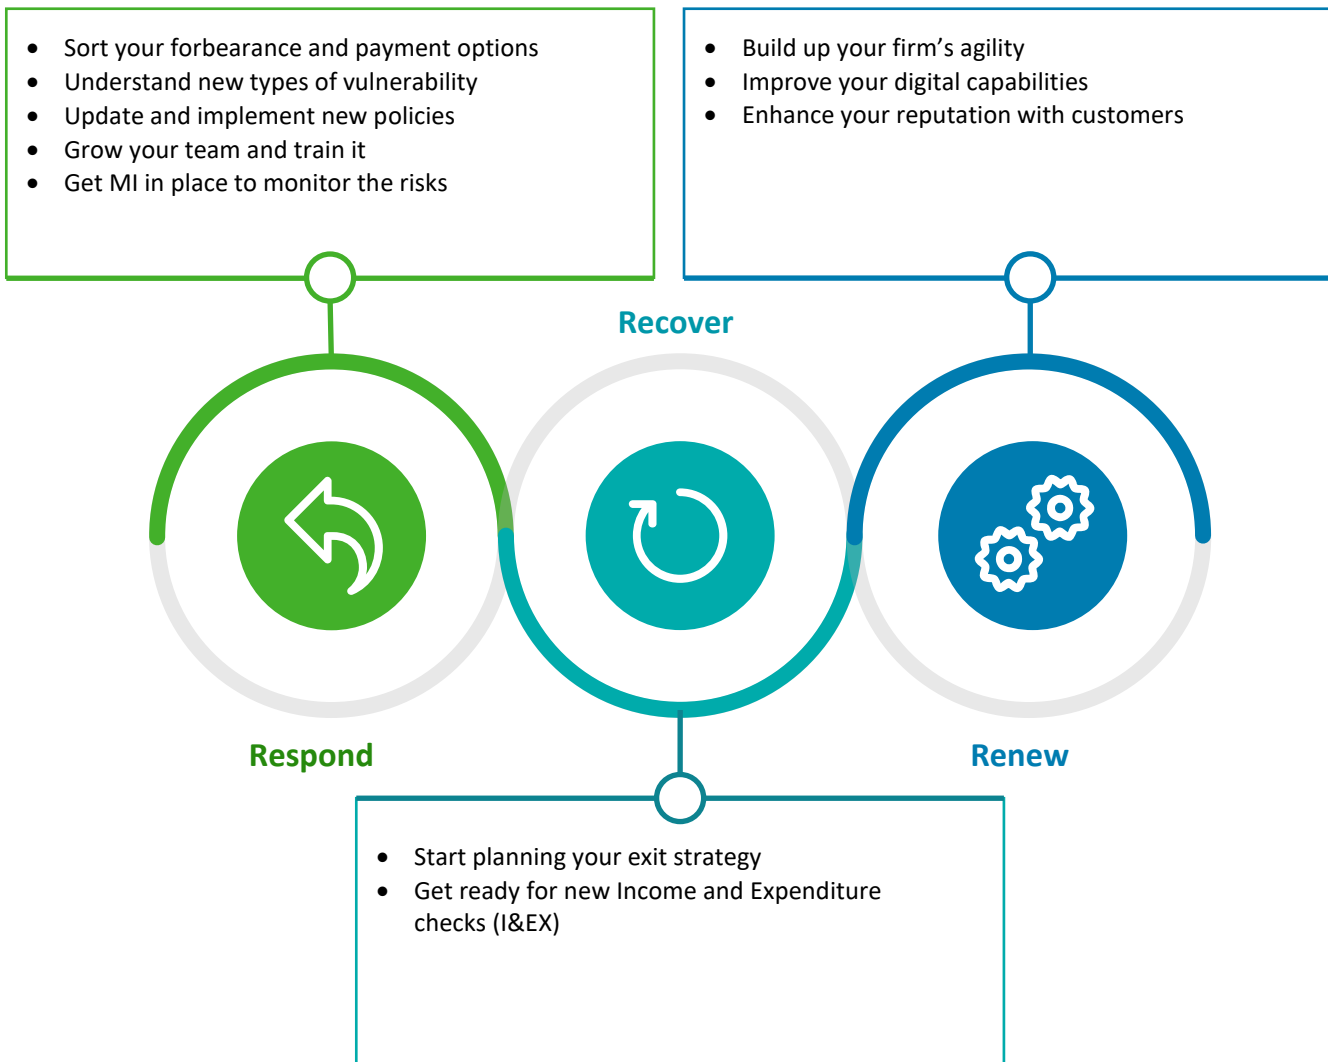 • Sort your forbearance and payment options
• Understand new types of vulnerability
• Update and implement new policies
• Grow your team and train it
• Get MI in place to monitor the risks
• Build up your firm’s agility
• Improve your digital capabilities
• Enhance your reputation with customers
Recover
Respond
Renew
• Start planning your exit strategy
• Get ready for new Income and Expenditure
checks (I&EX)